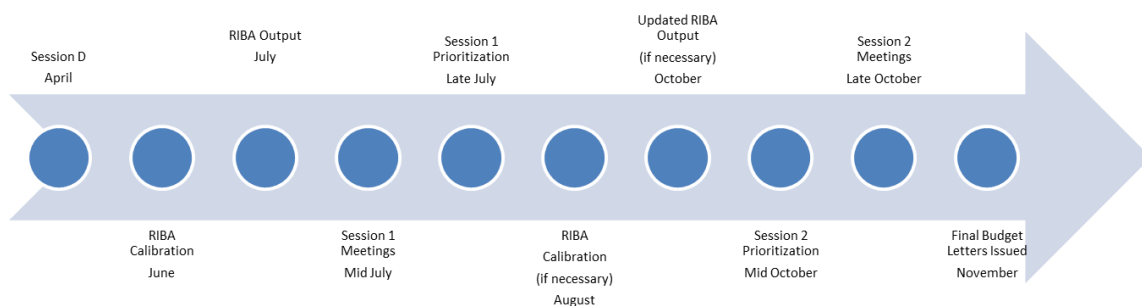 Session D
April
RIBA
Calibration
June
RIBA Output
July
Session 1
Meetings
Mid July
Session 1
Prioritization
Late July
RIBA
Calibration
(if necessary)
August
Updated RIBA
Output
(if necessary)
October
Session 2
Prioritization
Mid October
Session 2
Meetings
Late October
Final Budget
Letters Issued
November